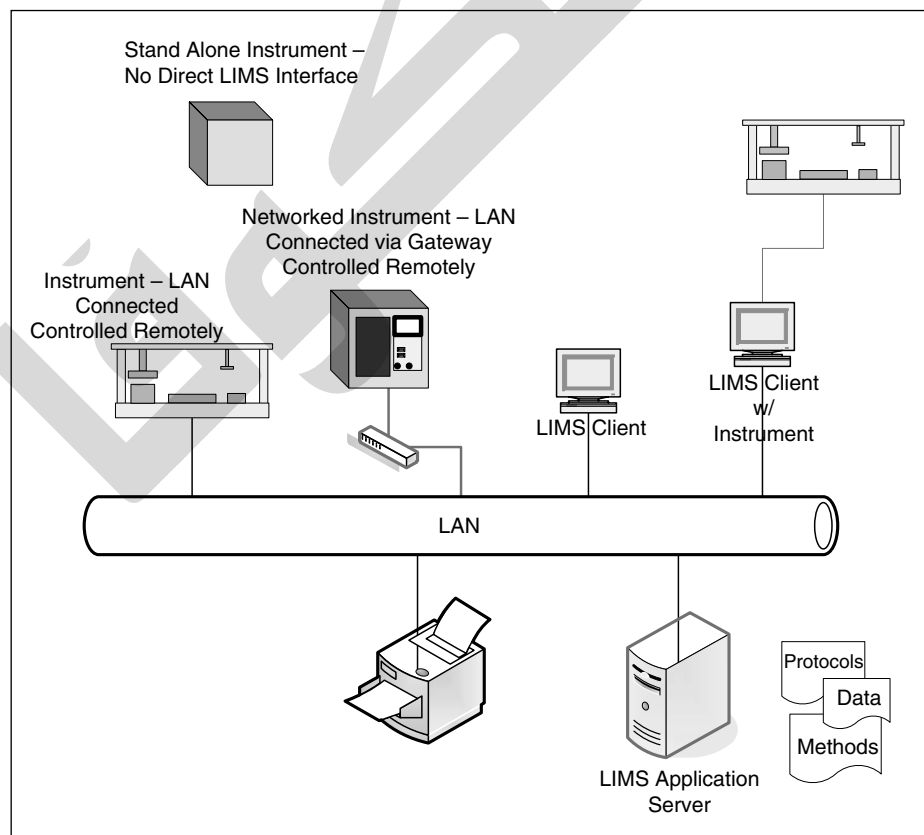 Stand Alone Instrument –
No Direct LIMS Interface
Networked Instrument – LAN
Connected via Gateway
Controlled Remotely
Instrument – LAN
Connected
Controlled Remotely
LIMS Client
LIMS Client
w/
Instrument
LAN
LIMS Application
Server
Protocols
Data
Methods